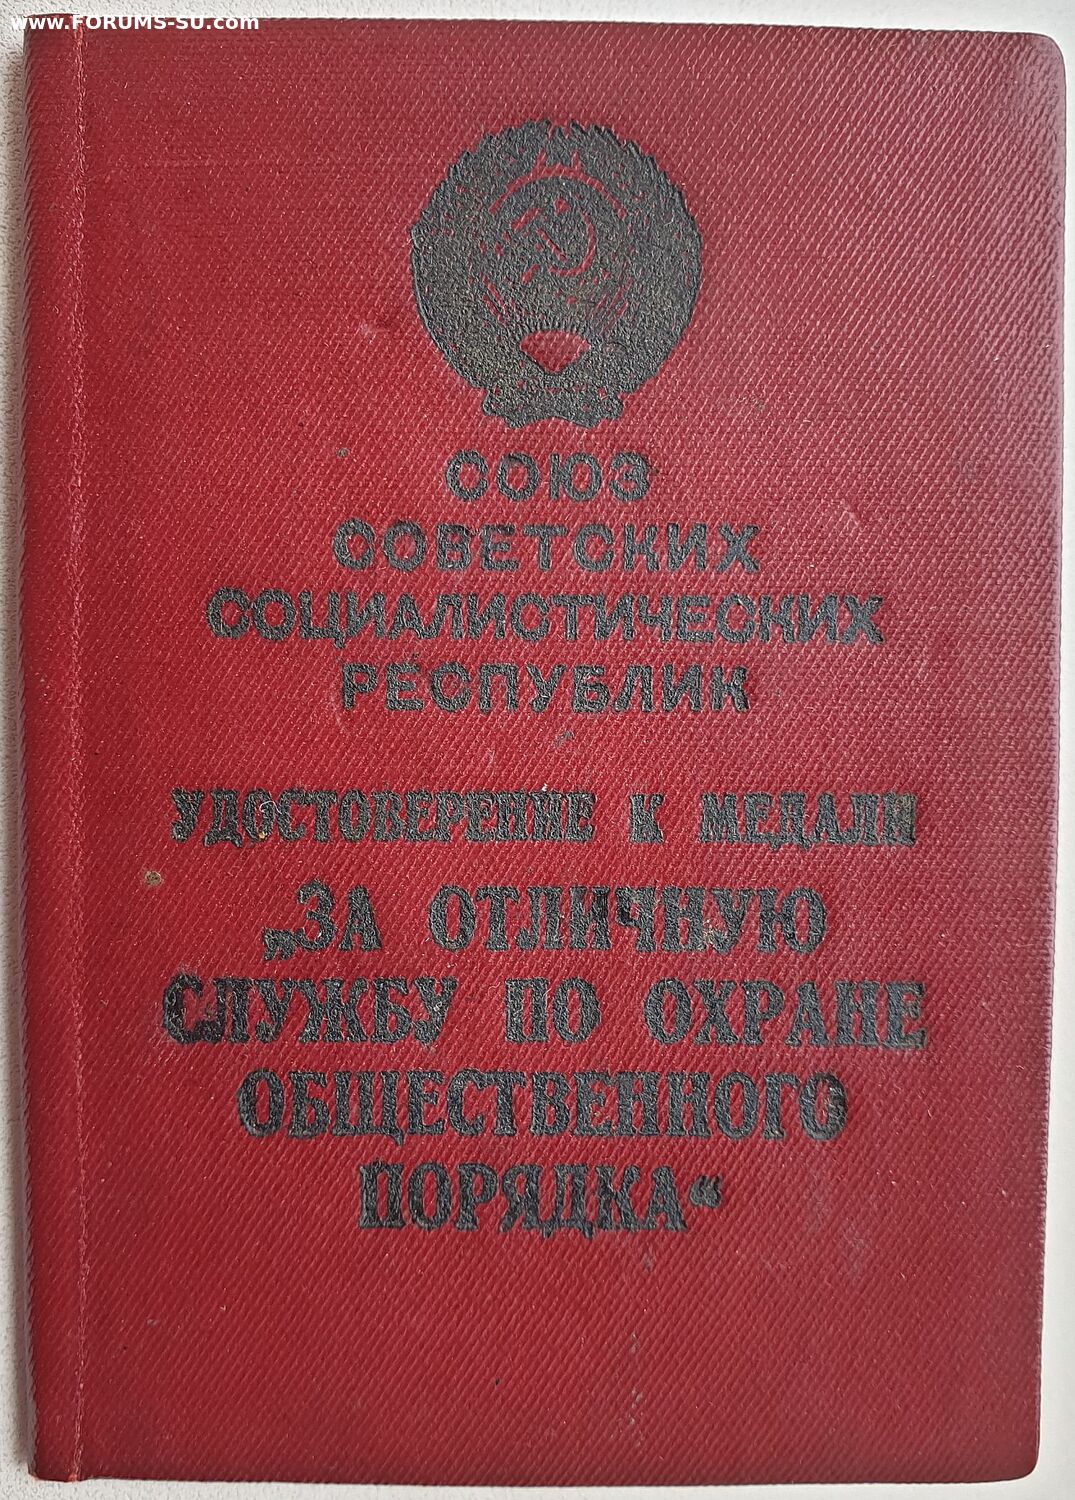 www.FORUMS-SU.com
СОЮЗ
СОВЕТСКИХ
СОЦИАЛИСТИЧЕСКИХ
РЕСПУБЛИК
УДОСТОВЕРЕНИЕ К МЕДАЛИ
„ЗА ОТЛИЧНУЮ
СЛУЖБУ ПО ОХРАНЕ
ОБЩЕСТВЕННОГО
ПОРЯДКА“